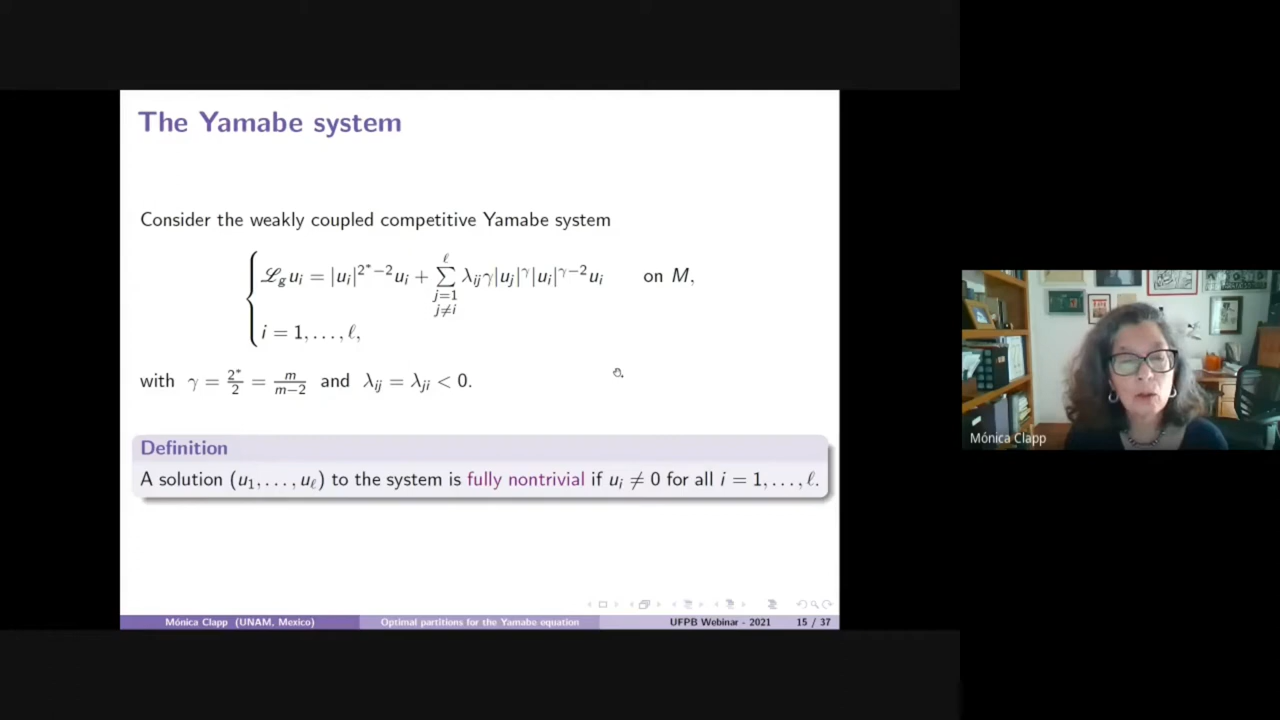 The Yamabe system
Consider the weakly coupled competitive Yamabe system
ℒ_g u_i = |u_i|^{2*−2}u_i + ∑_{j=1, j≠i}^{ℓ} λ_{ij}γ|u_j|^γ|u_i|^{γ−2}u_i on M,
i = 1, . . . , ℓ,
with γ = 2*/2 = m/(m−2) and λ_{ij} = λ_{ji} < 0.
Definition
A solution (u_1, . . . , u_ℓ) to the system is fully nontrivial if u_i ≠ 0 for all i = 1, . . . , ℓ.
Mónica Clapp (UNAM, Mexico) Optimal partitions for the Yamabe equation UFPB Webinar - 2021 15 / 37
Mónica Clapp